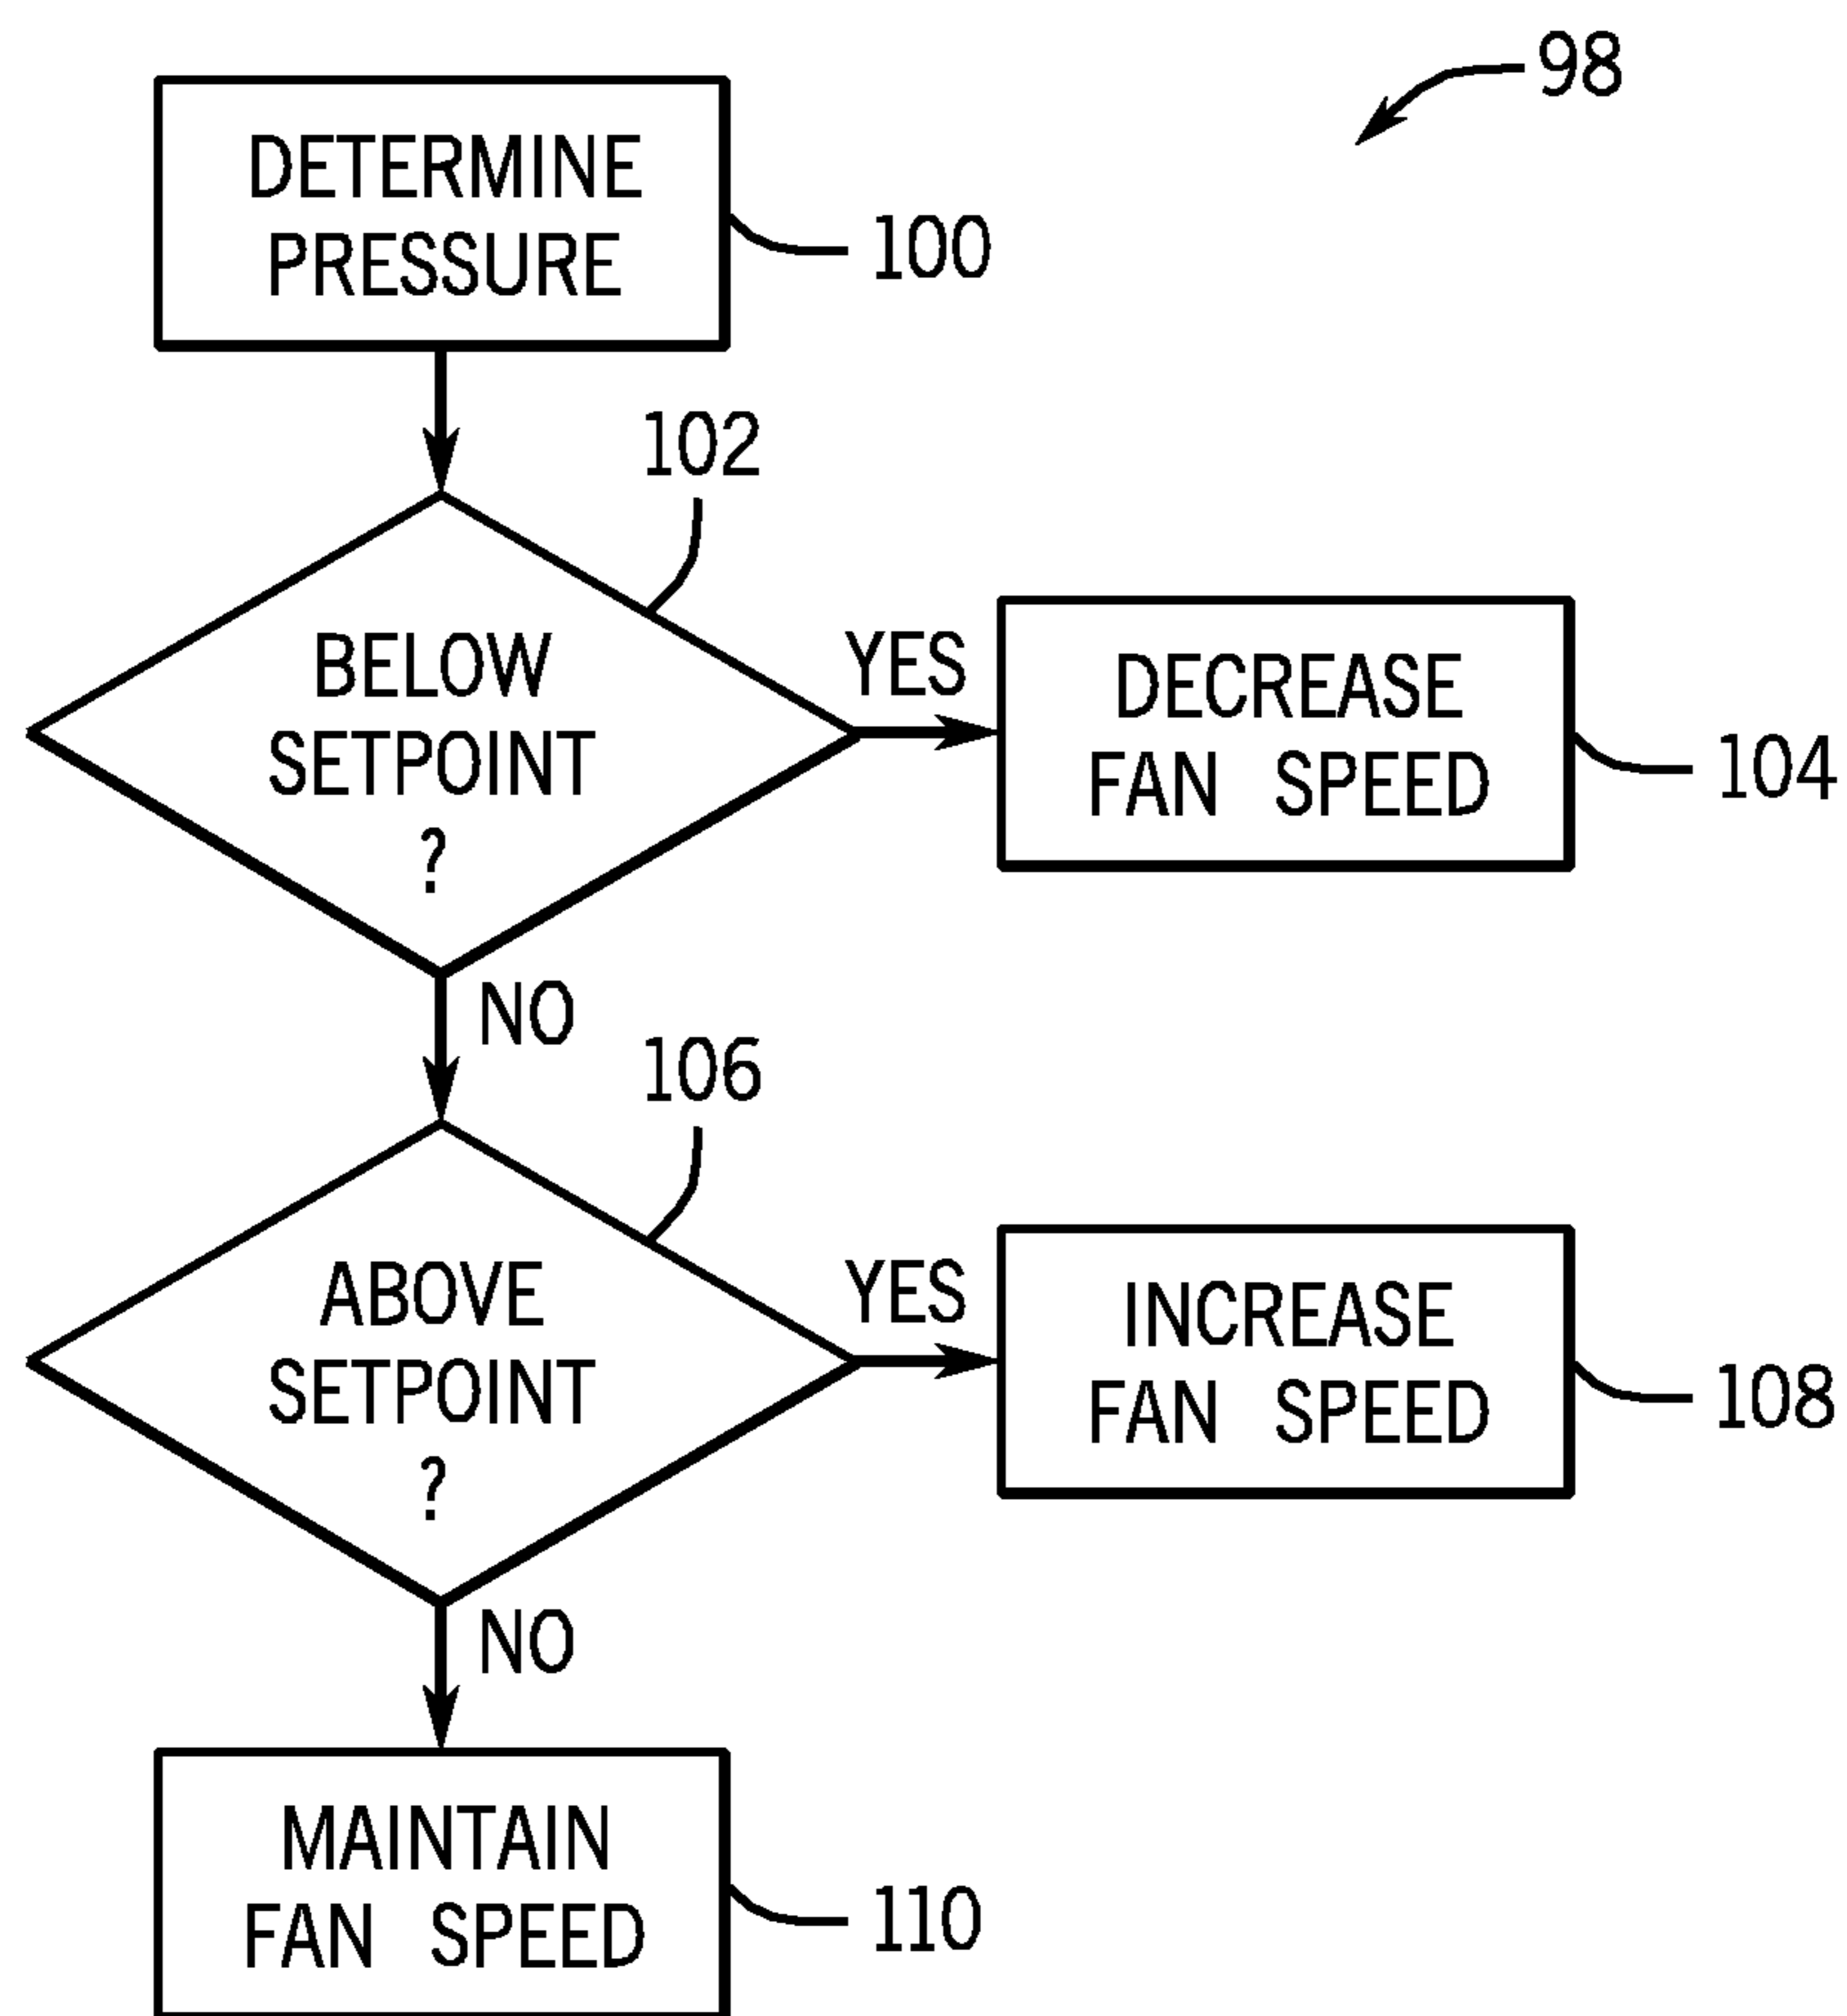 98
DETERMINE
PRESSURE
100
102
BELOW
SETPOINT
?
YES
DECREASE
FAN SPEED
104
NO
106
ABOVE
SETPOINT
?
YES
INCREASE
FAN SPEED
108
NO
MAINTAIN
FAN SPEED
110